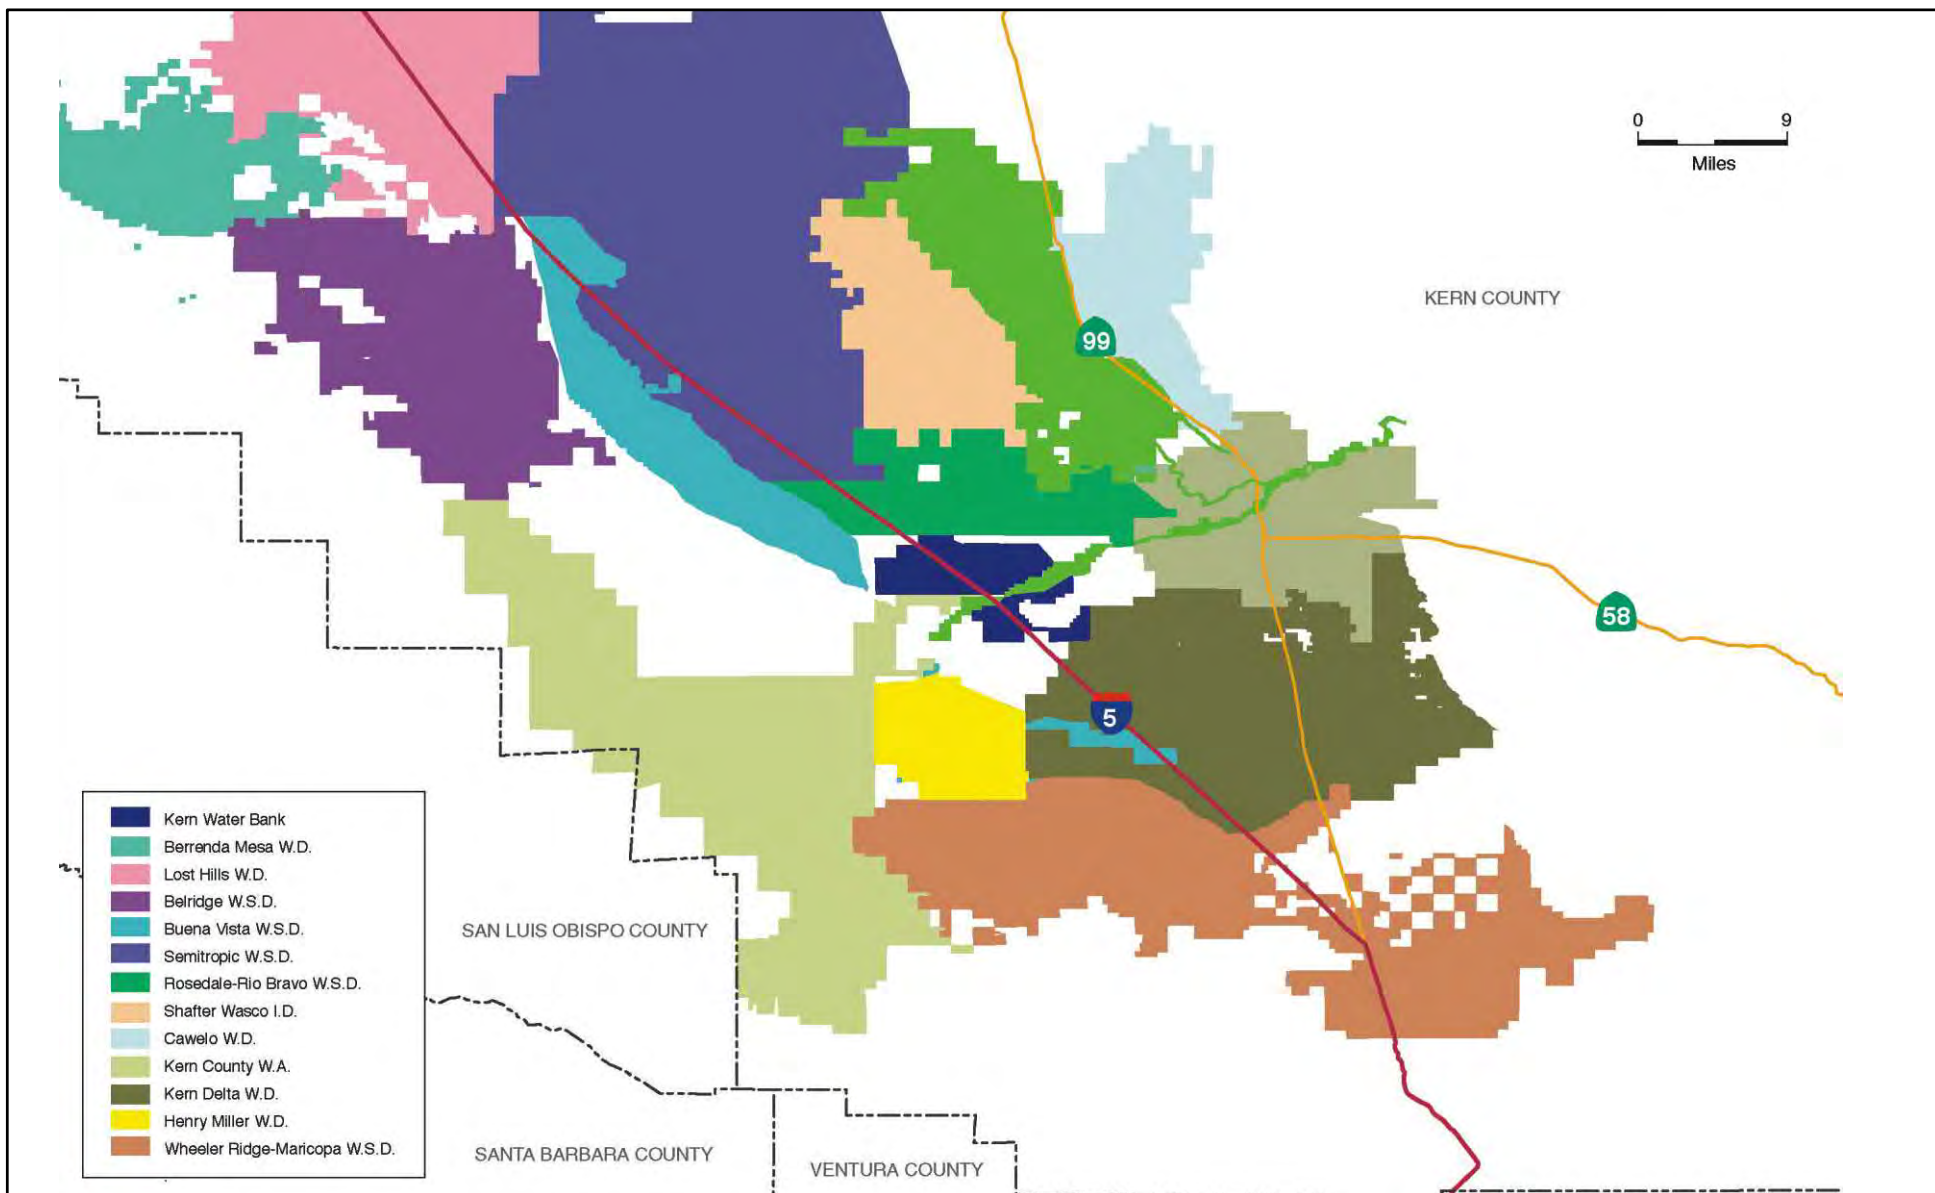 0 9
Miles
KERN COUNTY
99
58
5
Kern Water Bank
Berrenda Mesa W.D.
Lost Hills W.D.
Belridge W.S.D.
Buena Vista W.S.D.
Semitropic W.S.D.
Rosedale-Rio Bravo W.S.D.
Shafter Wasco I.D.
Cawelo W.D.
Kern County W.A.
Kern Delta W.D.
Henry Miller W.D.
Wheeler Ridge-Maricopa W.S.D.
SAN LUIS OBISPO COUNTY
SANTA BARBARA COUNTY
VENTURA COUNTY